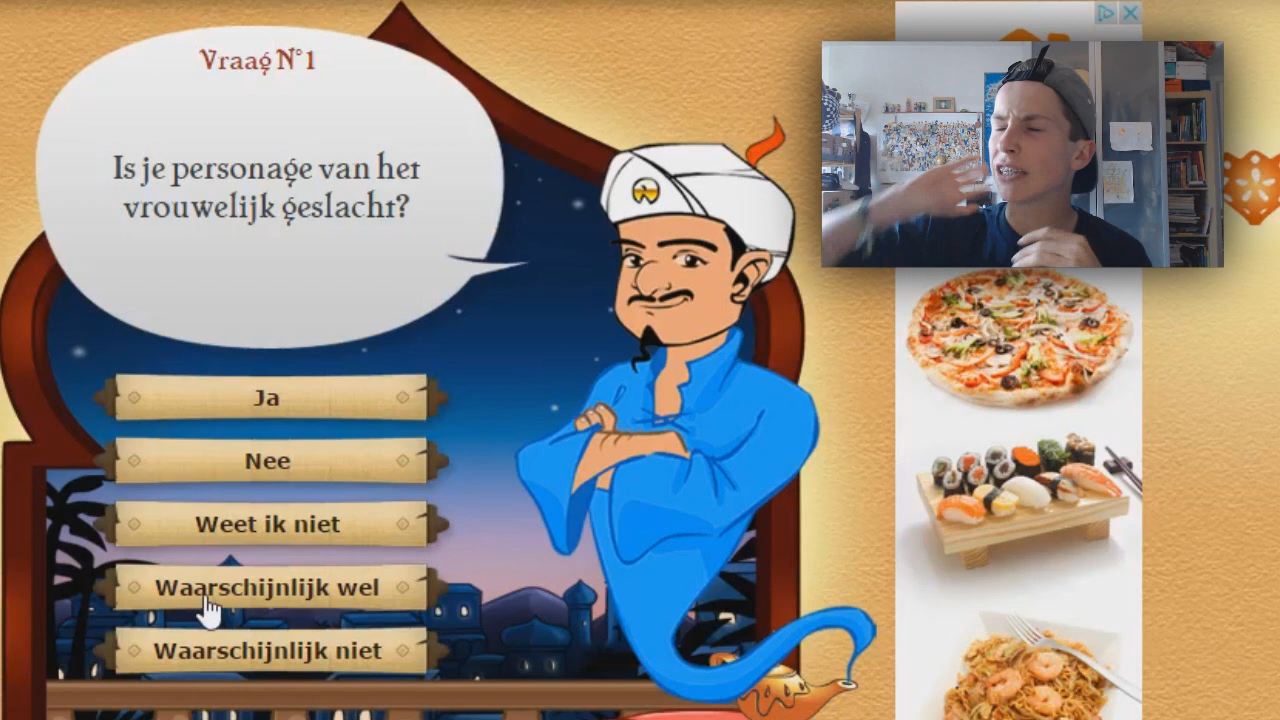 Vraag N°1
Is je personage van het
vrouwelijk geslacht?
Ja
Nee
Weet ik niet
Waarschijnlijk wel
Waarschijnlijk niet